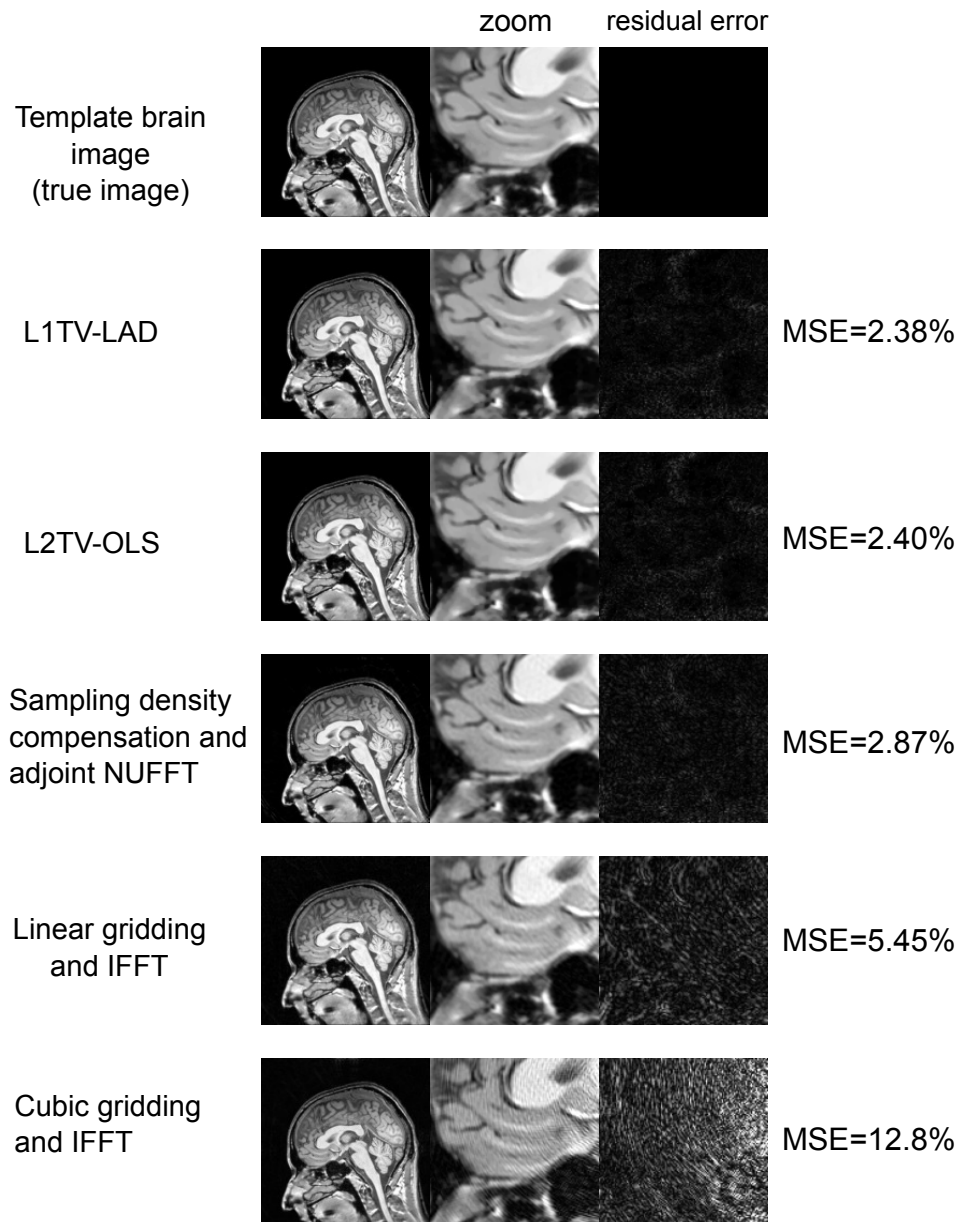 zoom
residual error
Template brain
image
(true image)
L1TV-LAD
MSE=2.38%
L2TV-OLS
MSE=2.40%
Sampling density
compensation and
adjoint NUFFT
MSE=2.87%
Linear gridding
and IFFT
MSE=5.45%
Cubic gridding
and IFFT
MSE=12.8%